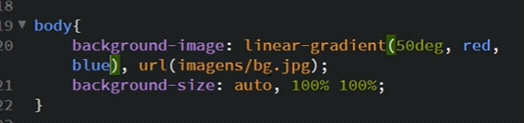 18
19 body{
20 background-image: linear-gradient(50deg, red,
blue), url(imagens/bg.jpg);
21 background-size: auto, 100% 100%;
22 }